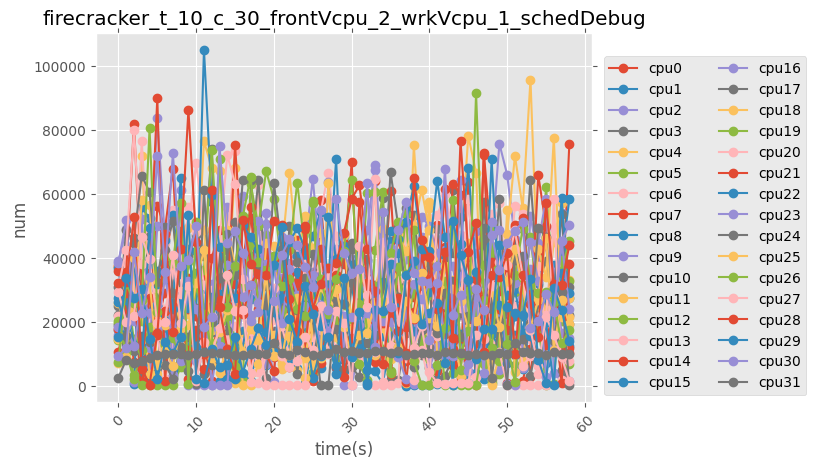 firecracker_t_10_c_30_frontVcpu_2_wrkVcpu_1_schedDebug
100000
80000
60000
40000
20000
0
num
0 10 20 30 40 50 60
time(s)
cpu0 cpu16
cpu1 cpu17
cpu2 cpu18
cpu3 cpu19
cpu4 cpu20
cpu5 cpu21
cpu6 cpu22
cpu7 cpu23
cpu8 cpu24
cpu9 cpu25
cpu10 cpu26
cpu11 cpu27
cpu12 cpu28
cpu13 cpu29
cpu14 cpu30
cpu15 cpu31